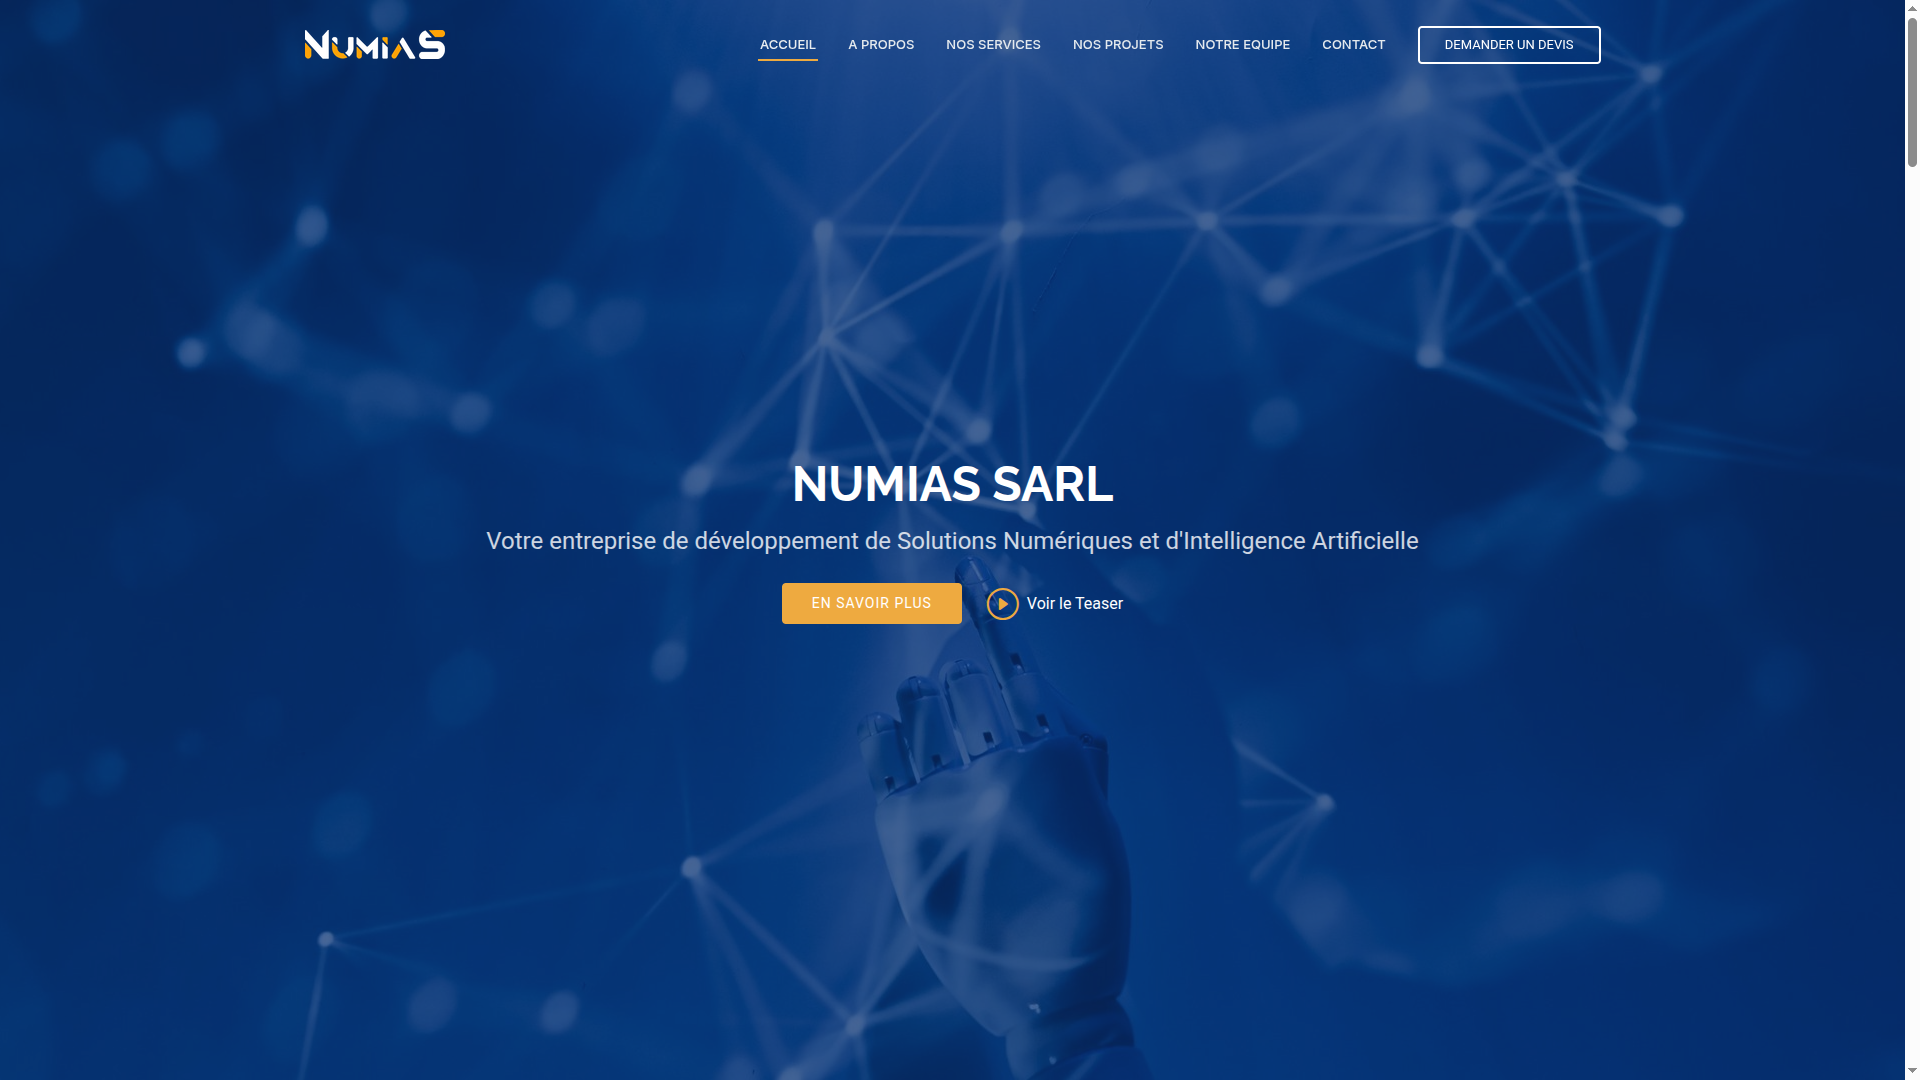 NUMIAS
ACCUEIL
A PROPOS
NOS SERVICES
NOS PROJETS
NOTRE EQUIPE
CONTACT
DEMANDER UN DEVIS
NUMIAS SARL
Votre entreprise de développement de Solutions Numériques et d'Intelligence Artificielle
EN SAVOIR PLUS
Voir le Teaser